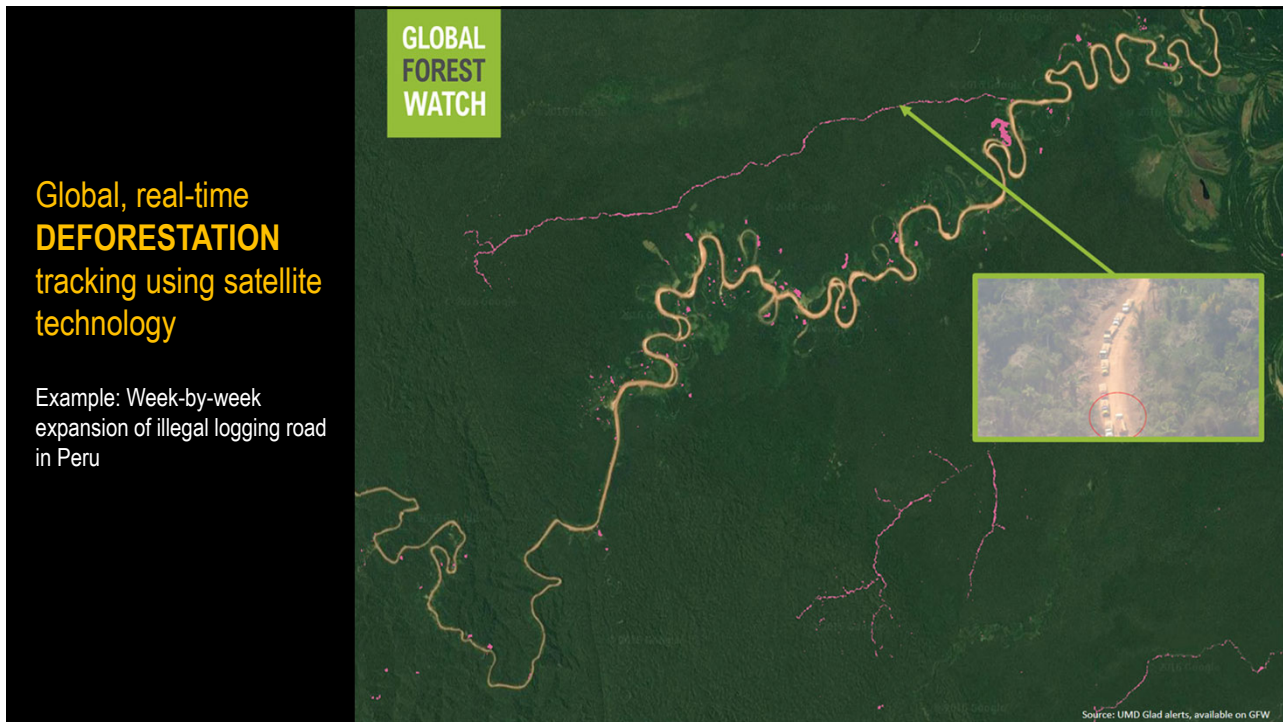 GLOBAL
FOREST
WATCH
Global, real-time
DEFORESTATION
tracking using satellite
technology
Example: Week-by-week
expansion of illegal logging road
in Peru
Source: UMD Glad alerts, available on GFW